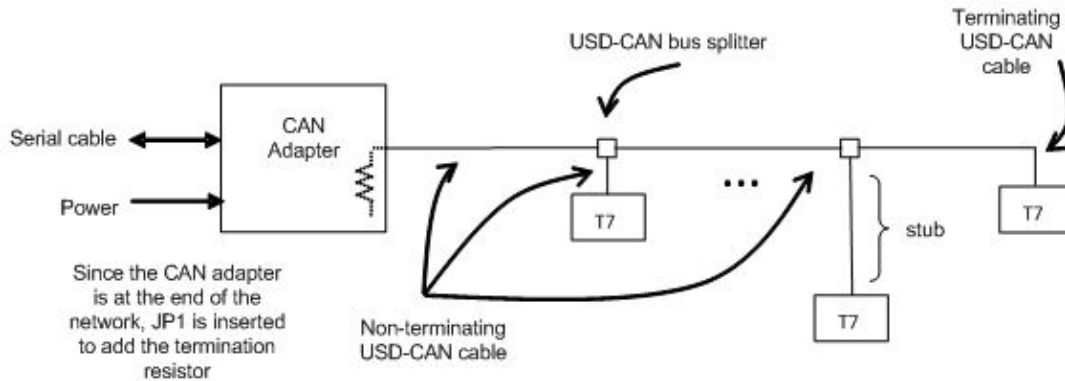 Terminating
USD-CAN
cable
USD-CAN bus splitter
CAN
Adapter
Serial cable
Power
T7
...
T7
stub
T7
Since the CAN adapter
is at the end of the
network, JP1 is inserted
to add the termination
resistor
Non-terminating
USD-CAN cable